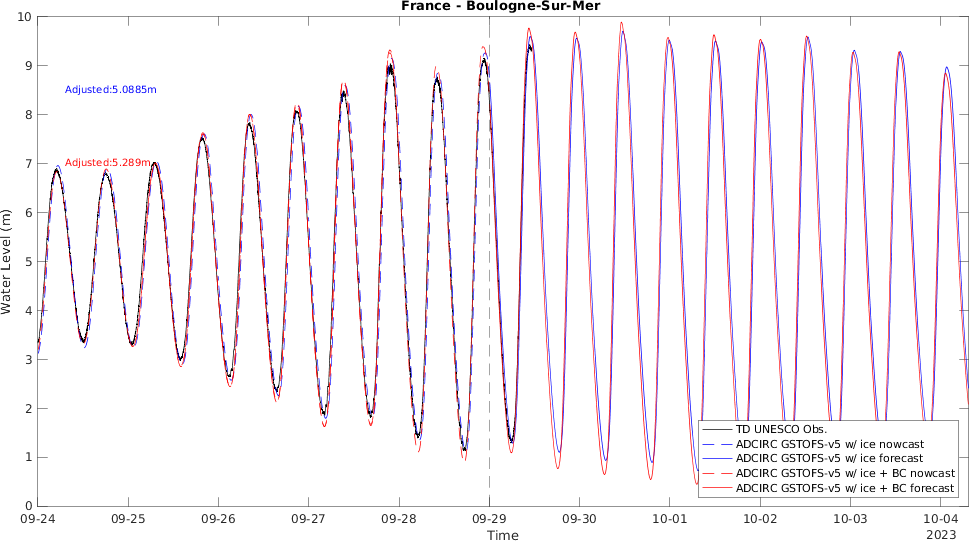 France - Boulogne-Sur-Mer
10
9
8
7
6
5
4
3
2
1
0
Water Level (m)
Adjusted:5.0885m
Adjusted:5.289m
TD UNESCO Obs.
ADCIRC GSTOFS-v5 w/ ice nowcast
ADCIRC GSTOFS-v5 w/ ice forecast
ADCIRC GSTOFS-v5 w/ ice + BC nowcast
ADCIRC GSTOFS-v5 w/ ice + BC forecast
09-24 09-25 09-26 09-27 09-28 09-29 09-30 10-01 10-02 10-03 10-04
Time
2023